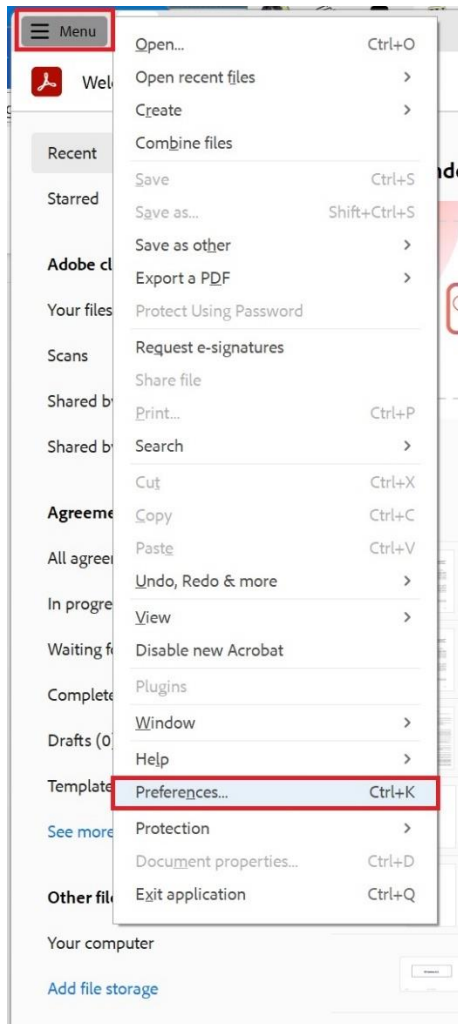 Menu
Open... Ctrl+O
Open recent files
Create
Combine files
Save Ctrl+S
Save as... Shift+Ctrl+S
Save as other
Export a PDF
Protect Using Password
Request e-signatures
Share file
Print... Ctrl+P
Search
Cut Ctrl+X
Copy Ctrl+C
Paste Ctrl+V
Undo, Redo & more
View
Disable new Acrobat
Plugins
Window
Help
Preferences... Ctrl+K
Protection
Document properties... Ctrl+D
Exit application Ctrl+Q
Recent
Starred
Adobe cl
Your files
Scans
Shared b
Shared b
Agreeme
All agree
In progre
Waiting f
Complete
Drafts (0
Template
See more
Other file
Your computer
Add file storage